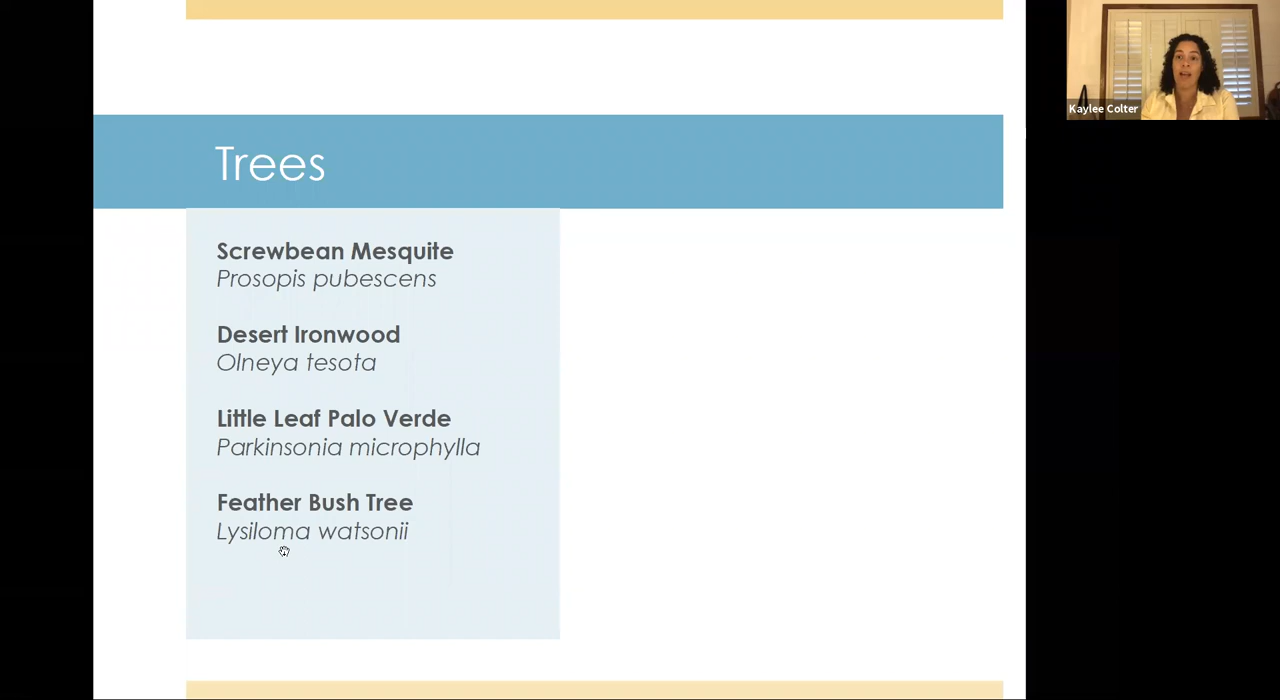 Trees
Screwbean Mesquite
Prosopis pubescens
Desert Ironwood
Olneya tesota
Little Leaf Palo Verde
Parkinsonia microphylla
Feather Bush Tree
Lysiloma watsonii
Kaylee Colter